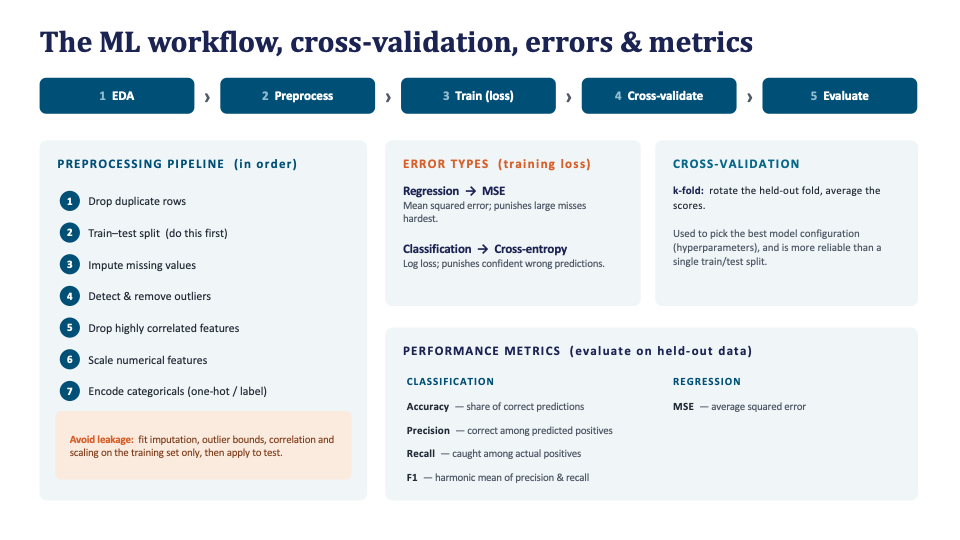 The ML workflow, cross-validation, errors & metrics
1 EDA › 2 Preprocess › 3 Train (loss) › 4 Cross-validate › 5 Evaluate
PREPROCESSING PIPELINE (in order)
1 Drop duplicate rows
2 Train–test split (do this first)
3 Impute missing values
4 Detect & remove outliers
5 Drop highly correlated features
6 Scale numerical features
7 Encode categoricals (one-hot / label)
Avoid leakage: fit imputation, outlier bounds, correlation and
scaling on the training set only, then apply to test.
ERROR TYPES (training loss)
Regression → MSE
Mean squared error; punishes large misses
hardest.
Classification → Cross-entropy
Log loss; punishes confident wrong predictions.
CROSS-VALIDATION
k-fold: rotate the held-out fold, average the
scores.
Used to pick the best model configuration
(hyperparameters), and is more reliable than a
single train/test split.
PERFORMANCE METRICS (evaluate on held-out data)
CLASSIFICATION
Accuracy — share of correct predictions
Precision — correct among predicted positives
Recall — caught among actual positives
F1 — harmonic mean of precision & recall
REGRESSION
MSE — average squared error